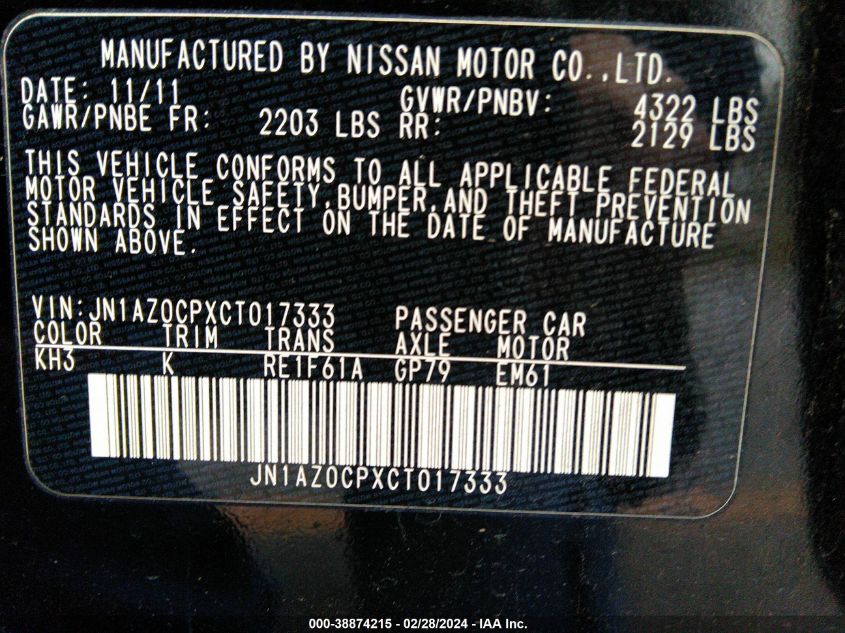 MANUFACTURED BY NISSAN MOTOR CO.,LTD.
DATE: 11/11 GVWR/PNBV: 4322 LBS
GAWR/PNBE FR: 2203 LBS RR: 2129 LBS
THIS VEHICLE CONFORMS TO ALL APPLICABLE FEDERAL
MOTOR VEHICLE SAFETY,BUMPER,AND THEFT PREVENTION
STANDARDS IN EFFECT ON THE DATE OF MANUFACTURE
SHOWN ABOVE.
VIN:JN1AZ0CPXCT017333 PASSENGER CAR
COLOR TRIM TRANS AXLE MOTOR
KH3 K RE1F61A GP79 EM61
JN1AZ0CPXCT017333
000-38874215 - 02/28/2024 - IAA Inc.